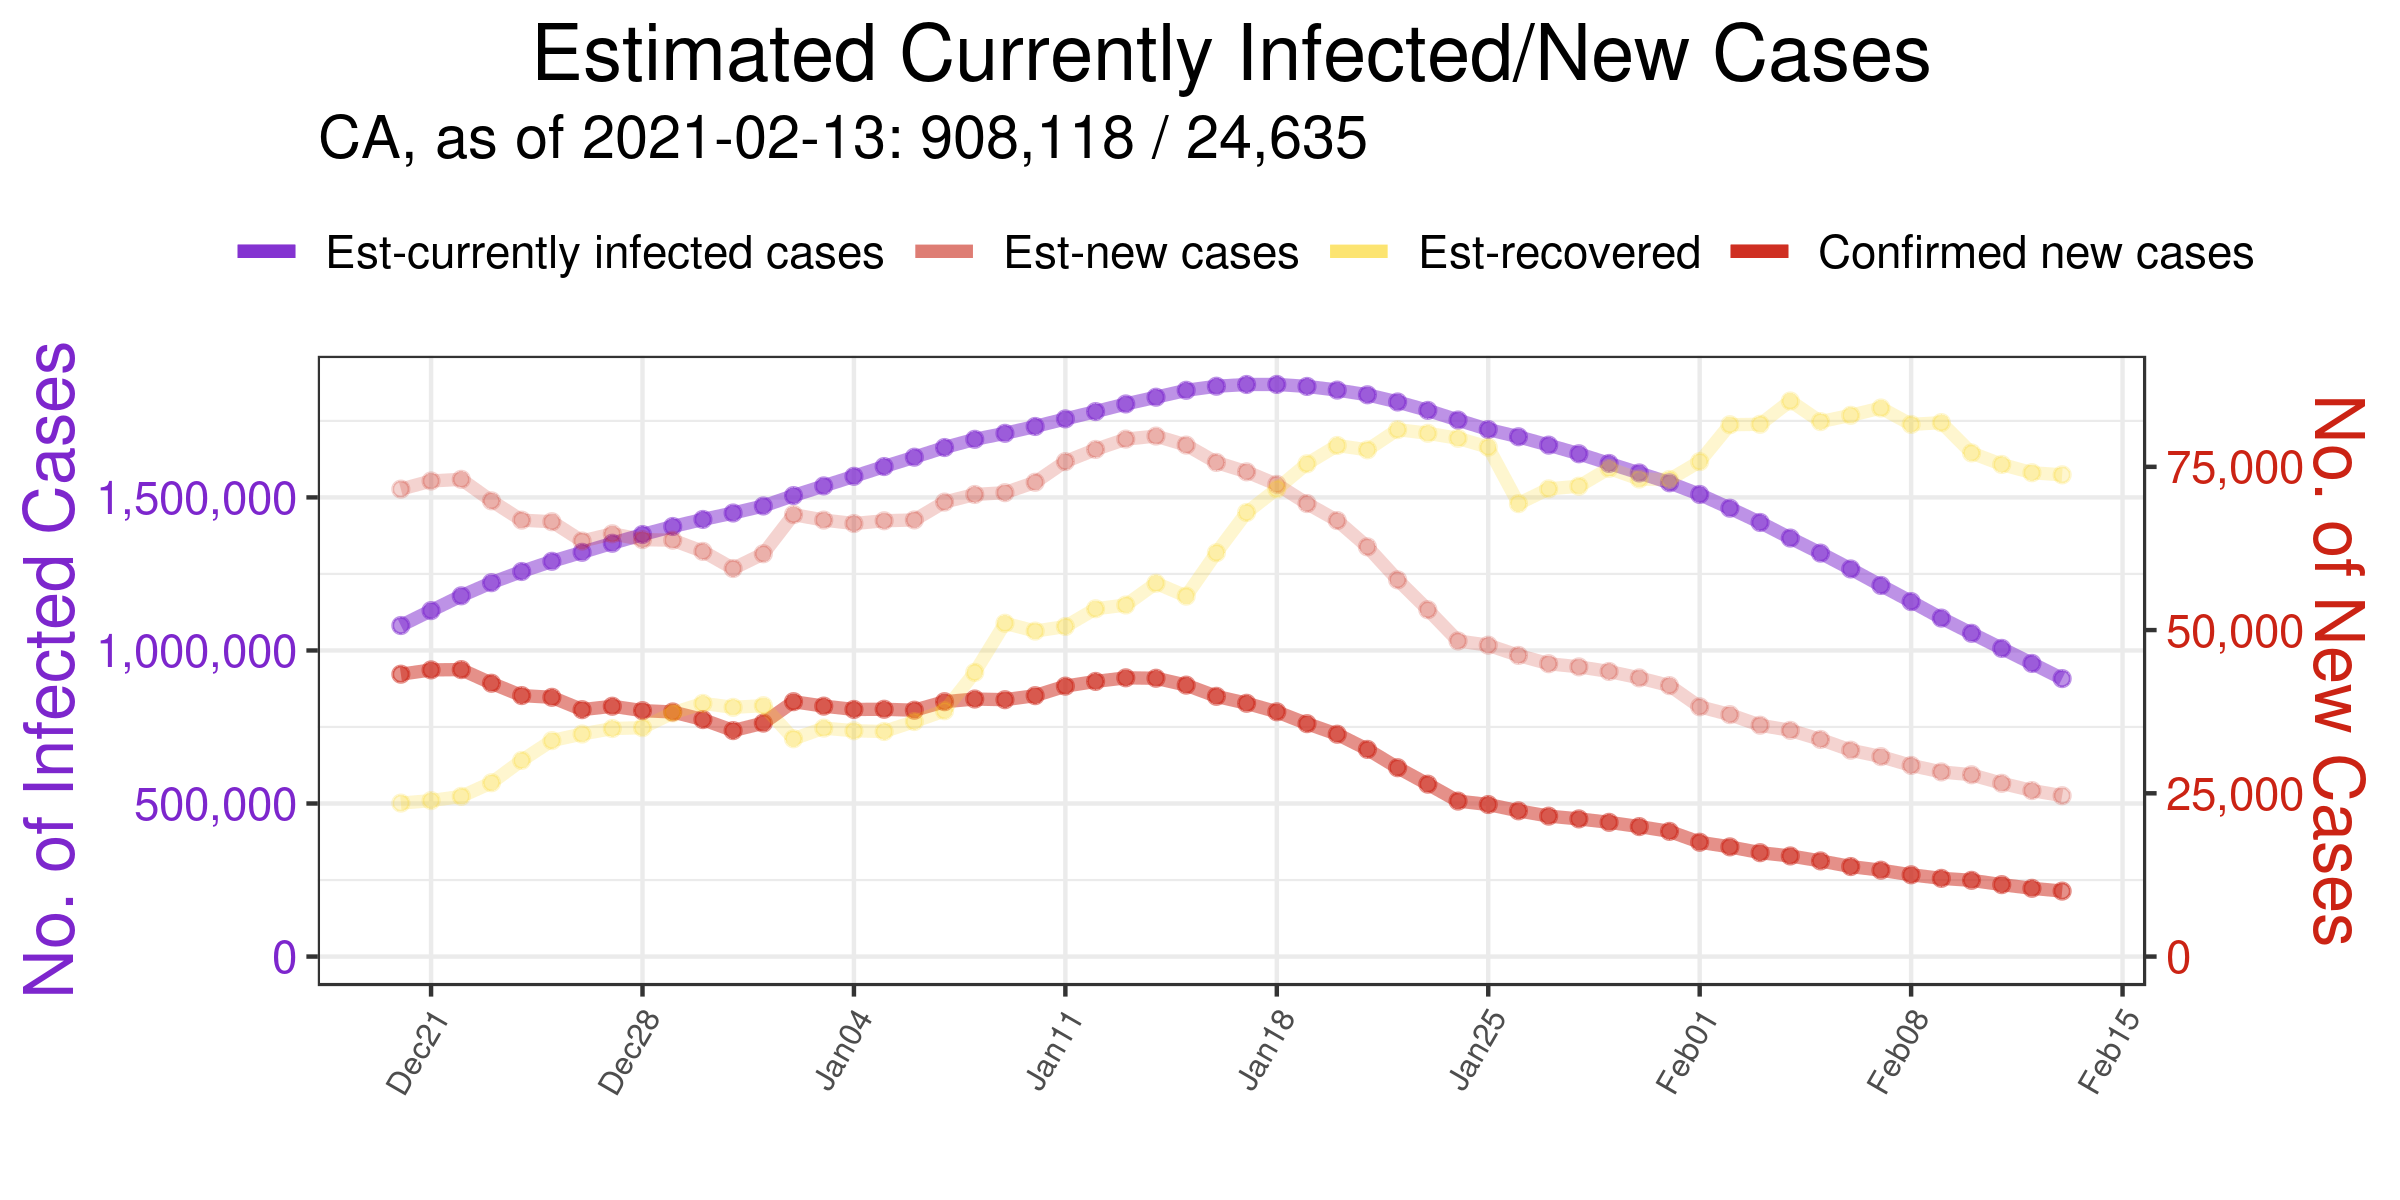 Estimated Currently Infected/New Cases
CA, as of 2021-02-13: 908,118 / 24,635
Est-currently infected cases Est-new cases Est-recovered Confirmed new cases
No. of Infected Cases
1,500,000
1,000,000
500,000
0
75,000
50,000
25,000
0
No. of New Cases
Dec21 Dec28 Jan04 Jan11 Jan18 Jan25 Feb01 Feb08 Feb15